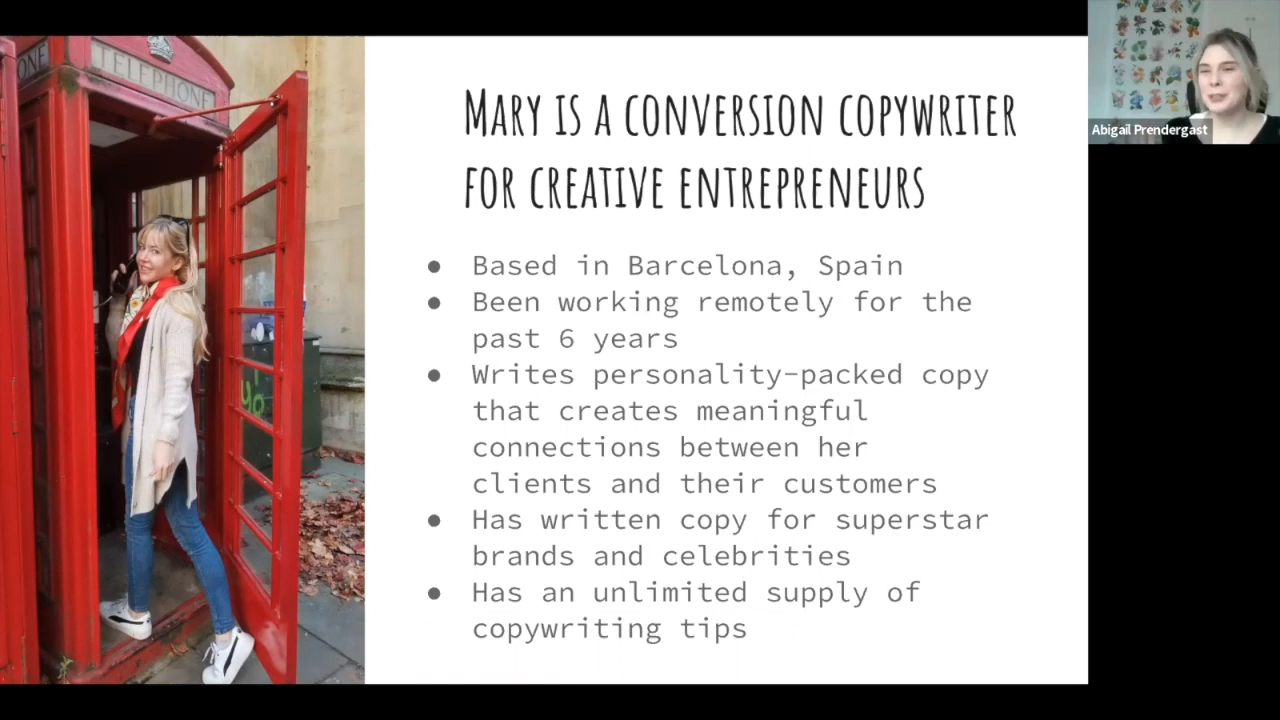 ONE
TELEPHONE
MARY IS A CONVERSION COPYWRITER
FOR CREATIVE ENTREPRENEURS
● Based in Barcelona, Spain
● Been working remotely for the
past 6 years
● Writes personality-packed copy
that creates meaningful
connections between her
clients and their customers
● Has written copy for superstar
brands and celebrities
● Has an unlimited supply of
copywriting tips
Abigail Prendergast